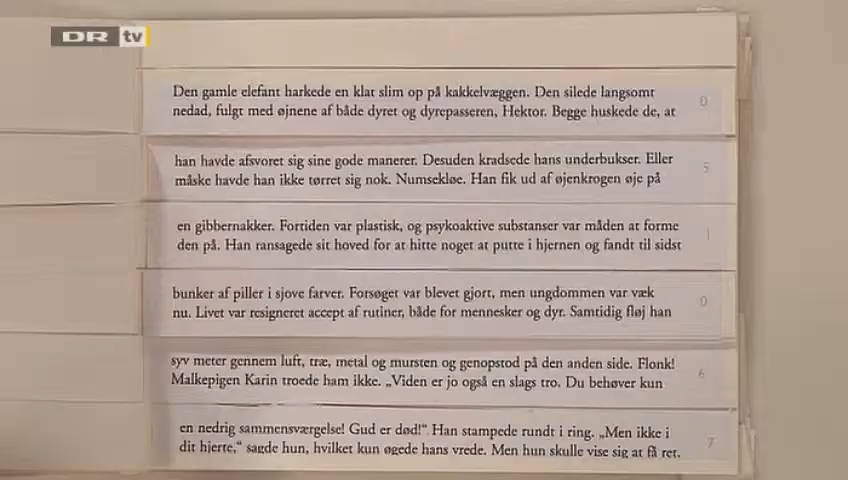 DR tv
Den gamle elefant harkede en klat slim op på kakkelvæggen. Den silede langsomt
nedad, fulgt med øjnene af både dyret og dyrepasseren, Hektor. Begge huskede de, at
0
han havde afsvoret sig sine gode manerer. Desuden kradsede hans underbukser. Eller
måske havde han ikke tørret sig nok. Numsekløe. Han fik ud af øjenkrogen øje på
5
en gibbernakker. Fortiden var plastisk, og psykoaktive substanser var måden at forme
den på. Han ransagede sit hoved for at hitte noget at putte i hjernen og fandt til sidst
1
bunker af piller i sjove farver. Forsøget var blevet gjort, men ungdommen var væk
nu. Livet var resigneret accept af rutiner, både for mennesker og dyr. Samtidig fløj han
0
syv meter gennem luft, træ, metal og mursten og genopstod på den anden side. Flonk!
Malkepigen Karin troede ham ikke. „Viden er jo også en slags tro. Du behøver kun
6
en nedrig sammensværgelse! Gud er død!“ Han stampede rundt i ring. „Men ikke i
dit hjerte,“ sagde hun, hvilket kun øgede hans vrede. Men hun skulle vise sig at få ret.
7